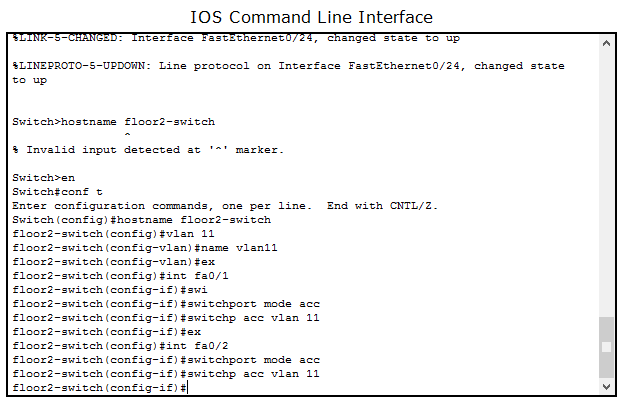 IOS Command Line Interface
%LINK-5-CHANGED: Interface FastEthernet0/24, changed state to up
%LINEPROTO-5-UPDOWN: Line protocol on Interface FastEthernet0/24, changed state
to up
Switch>hostname floor2-switch
^
% Invalid input detected at '^' marker.
Switch>en
Switch#conf t
Enter configuration commands, one per line.  End with CNTL/Z.
Switch(config)#hostname floor2-switch
floor2-switch(config)#vlan 11
floor2-switch(config-vlan)#name vlan11
floor2-switch(config-vlan)#ex
floor2-switch(config)#int fa0/1
floor2-switch(config-if)#swi
floor2-switch(config-if)#switchport mode acc
floor2-switch(config-if)#switchp acc vlan 11
floor2-switch(config-if)#ex
floor2-switch(config)#int fa0/2
floor2-switch(config-if)#switchport mode acc
floor2-switch(config-if)#switchp acc vlan 11
floor2-switch(config-if)#